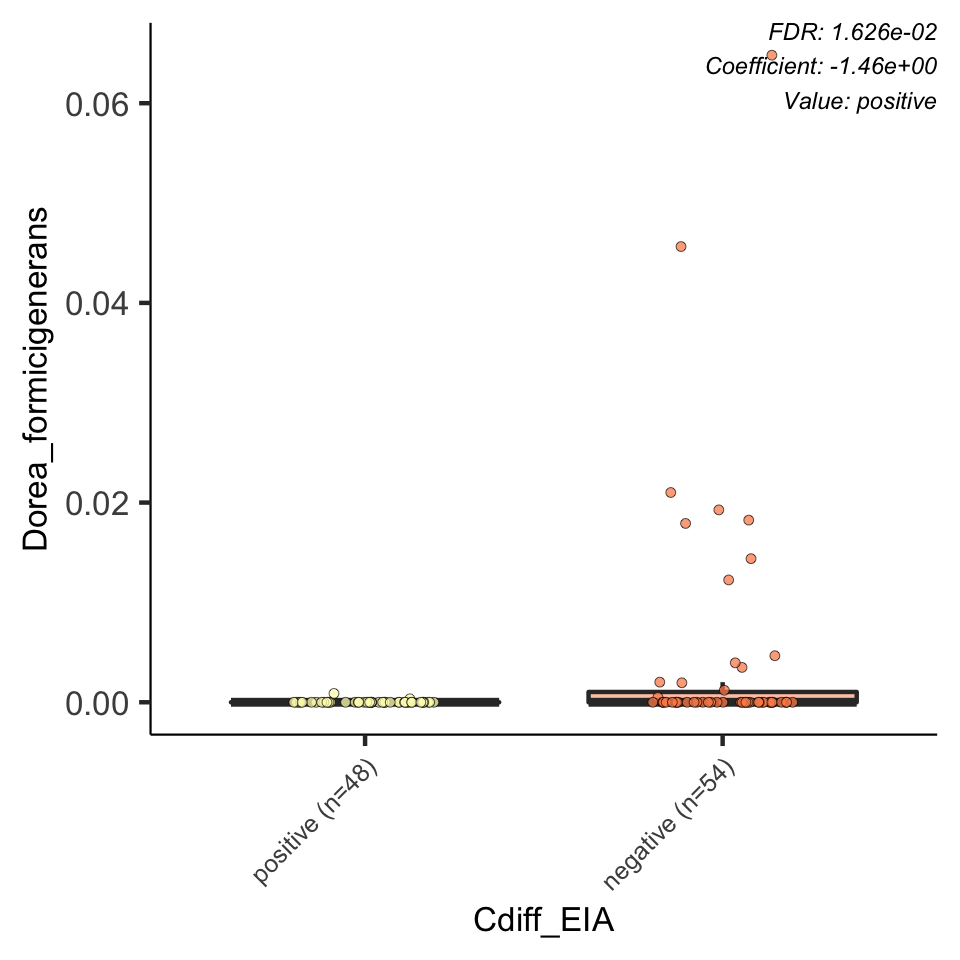 FDR: 1.626e-02
Coefficient: -1.46e+00
Value: positive
0.06
0.04
0.02
0.00
Dorea_formicigenerans
positive (n=48)
negative (n=54)
Cdiff_EIA